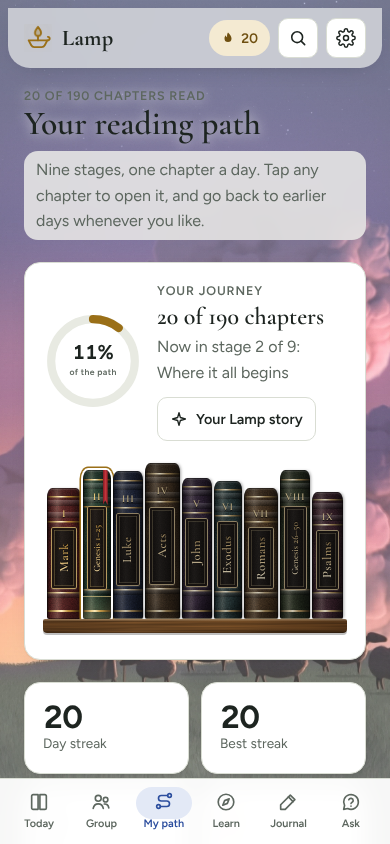 Lamp
20
20 OF 190 CHAPTERS READ
Your reading path
Nine stages, one chapter a day. Tap any
chapter to open it, and go back to earlier
days whenever you like.
YOUR JOURNEY
20 of 190 chapters
11%
of the path
Now in stage 2 of 9:
Where it all begins
Your Lamp story
I
Mark
II
Genesis 1–25
III
Luke
IV
Acts
V
John
VI
Exodus
VII
Romans
VIII
Genesis 26–50
IX
Psalms
20
Day streak
20
Best streak
Today
Group
My path
Learn
Journal
Ask